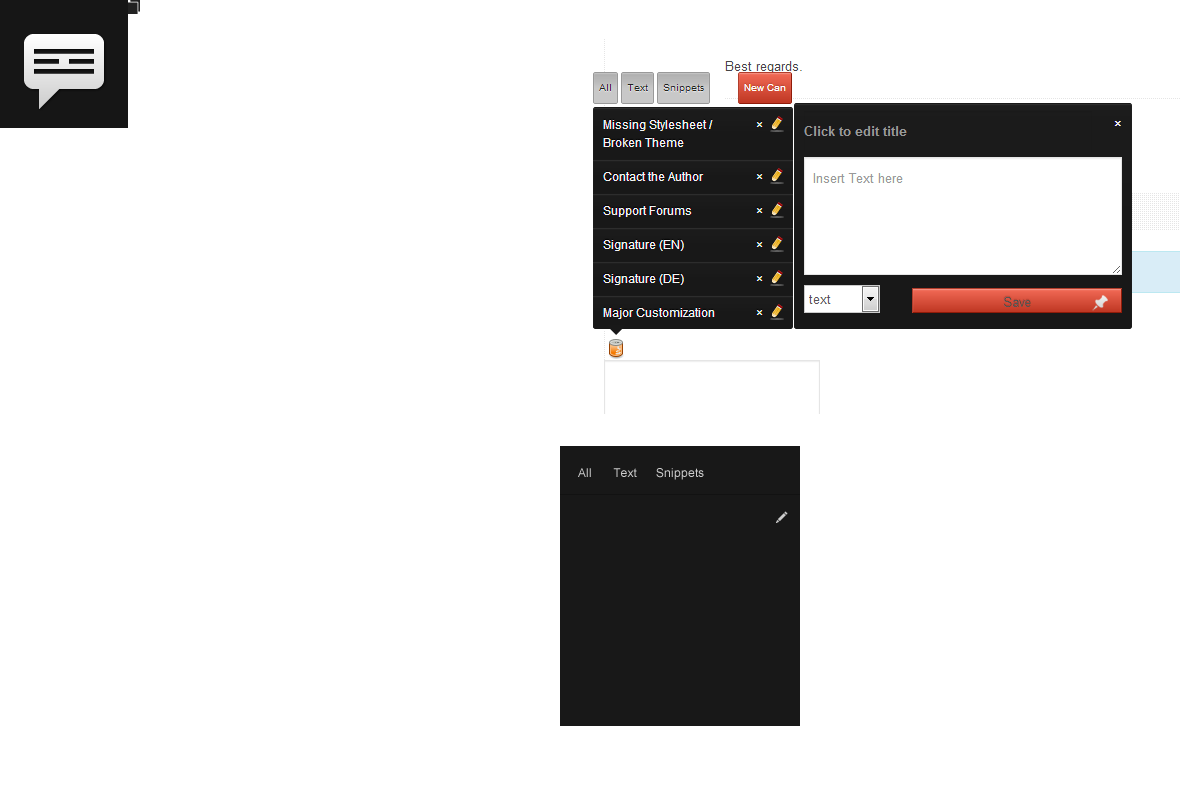 Best regards.
All
Text
Snippets
New Can
Missing Stylesheet /
Broken Theme
Contact the Author
Support Forums
Signature (EN)
Signature (DE)
Major Customization
Click to edit title
Insert Text here
text
Save
All
Text
Snippets